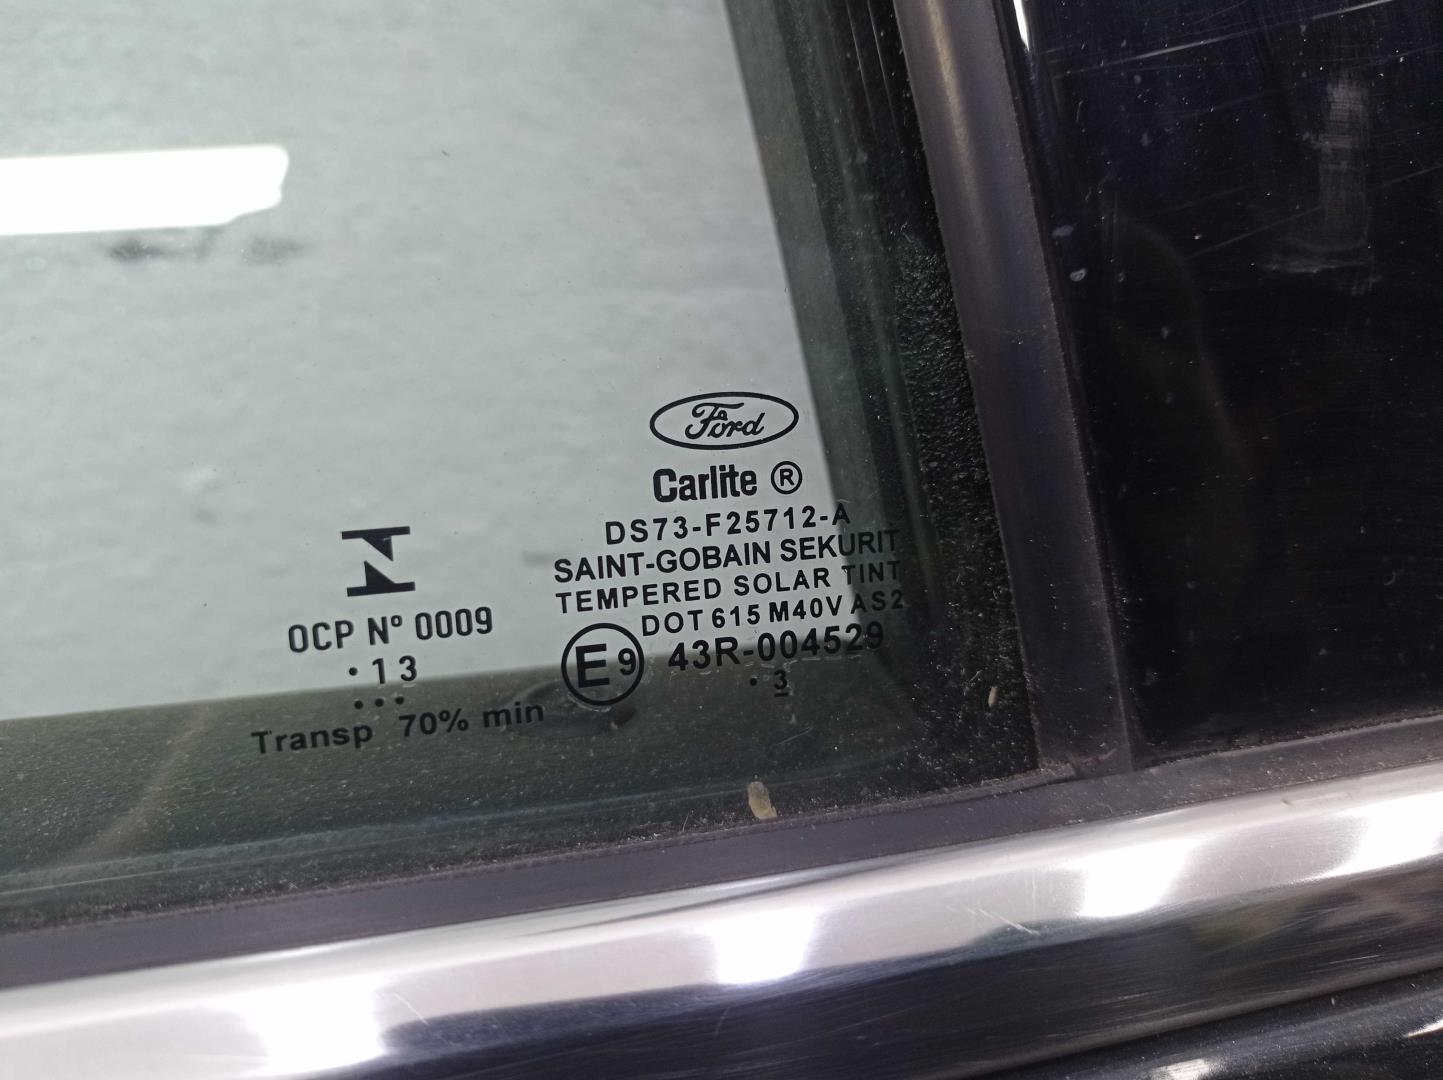 Ford
Carlite ®
DS73-F25712-A
SAINT-GOBAIN SEKURIT
TEMPERED SOLAR TINT
DOT 615 M40V AS2
E9 43R-004529
. 3
OCP N° 0009
. 1 3
. . .
Transp 70% min